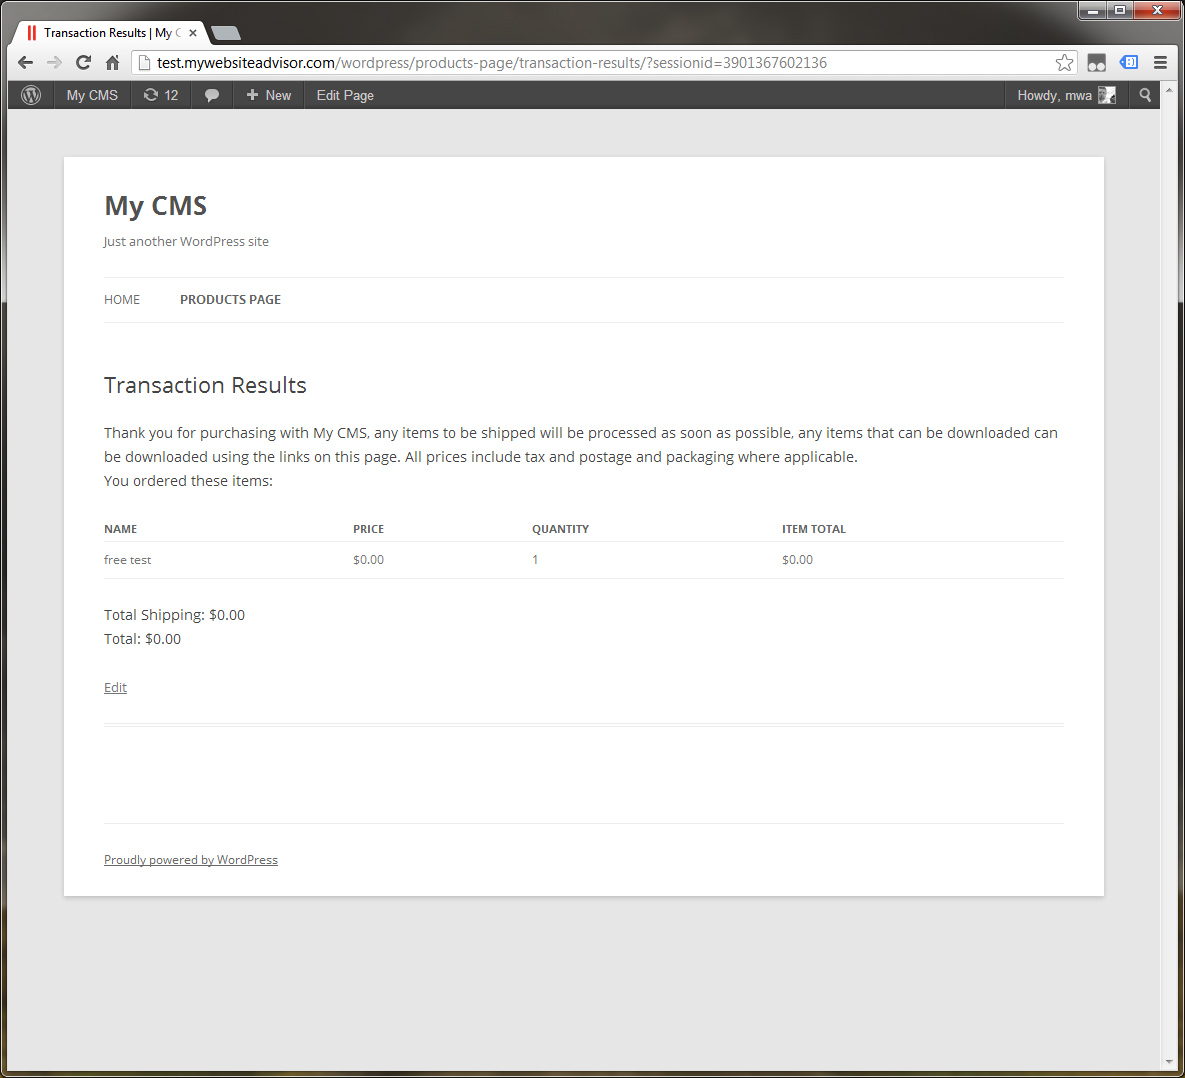 Transaction Results | My C
test.mywebsiteadvisor.com/wordpress/products-page/transaction-results/?sessionid=3901367602136
My CMS 12 New Edit Page Howdy, mwa
My CMS
Just another WordPress site
HOME PRODUCTS PAGE
Transaction Results
Thank you for purchasing with My CMS, any items to be shipped will be processed as soon as possible, any items that can be downloaded can
be downloaded using the links on this page. All prices include tax and postage and packaging where applicable.
You ordered these items:
NAME PRICE QUANTITY ITEM TOTAL
free test $0.00 1 $0.00
Total Shipping: $0.00
Total: $0.00
Edit
Proudly powered by WordPress